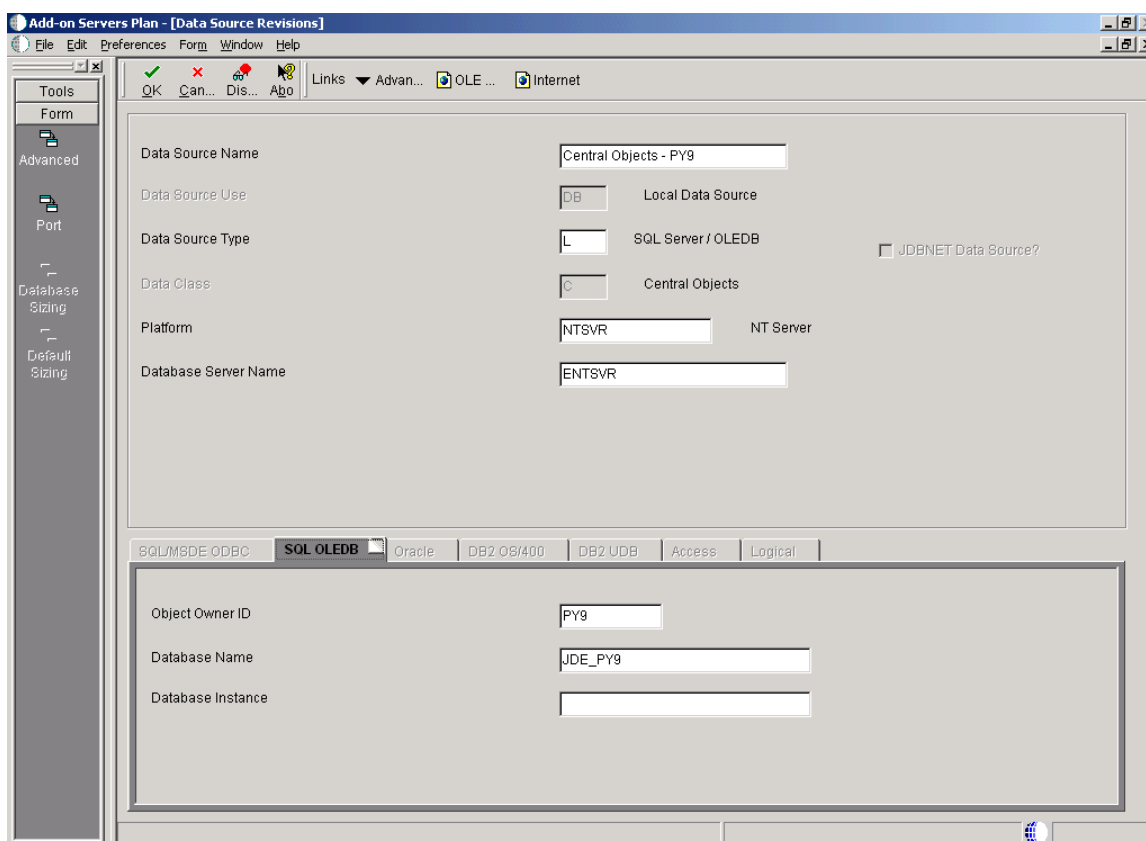 Add-on Servers Plan - [Data Source Revisions]
File Edit Preferences Form Window Help
Tools
Form
Advanced
Port
Database
Sizing
Default
Sizing
OK Can... Dis... Abo Links Advan... OLE ... Internet
Data Source Name Central Objects - PY9
Data Source Use DB Local Data Source
Data Source Type L SQL Server / OLEDB JDBNET Data Source?
Data Class C Central Objects
Platform NTSVR NT Server
Database Server Name ENTSVR
SQL/MSDE ODBC SQL OLEDB Oracle DB2 OS/400 DB2 UDB Access Logical
Object Owner ID PY9
Database Name JDE_PY9
Database Instance